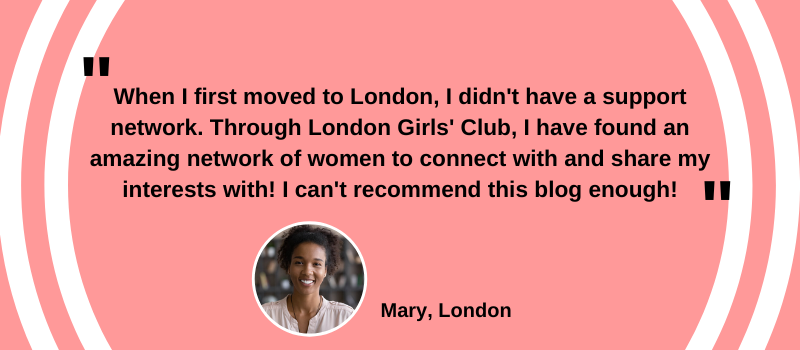 "
When I first moved to London, I didn't have a support
network. Through London Girls' Club, I have found an
amazing network of women to connect with and share my
interests with! I can't recommend this blog enough! "
Mary, London